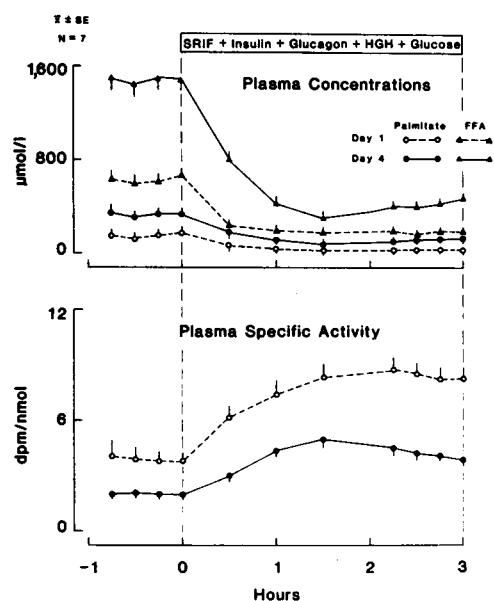 x̄ ± SE
N = 7
SRIF + Insulin + Glucagon + HGH + Glucose
Plasma Concentrations
Palmitate FFA
Day 1
Day 4
1,600
800
0
μmol/l
Plasma Specific Activity
12
6
0
dpm/nmol
-1 0 1 2 3
Hours